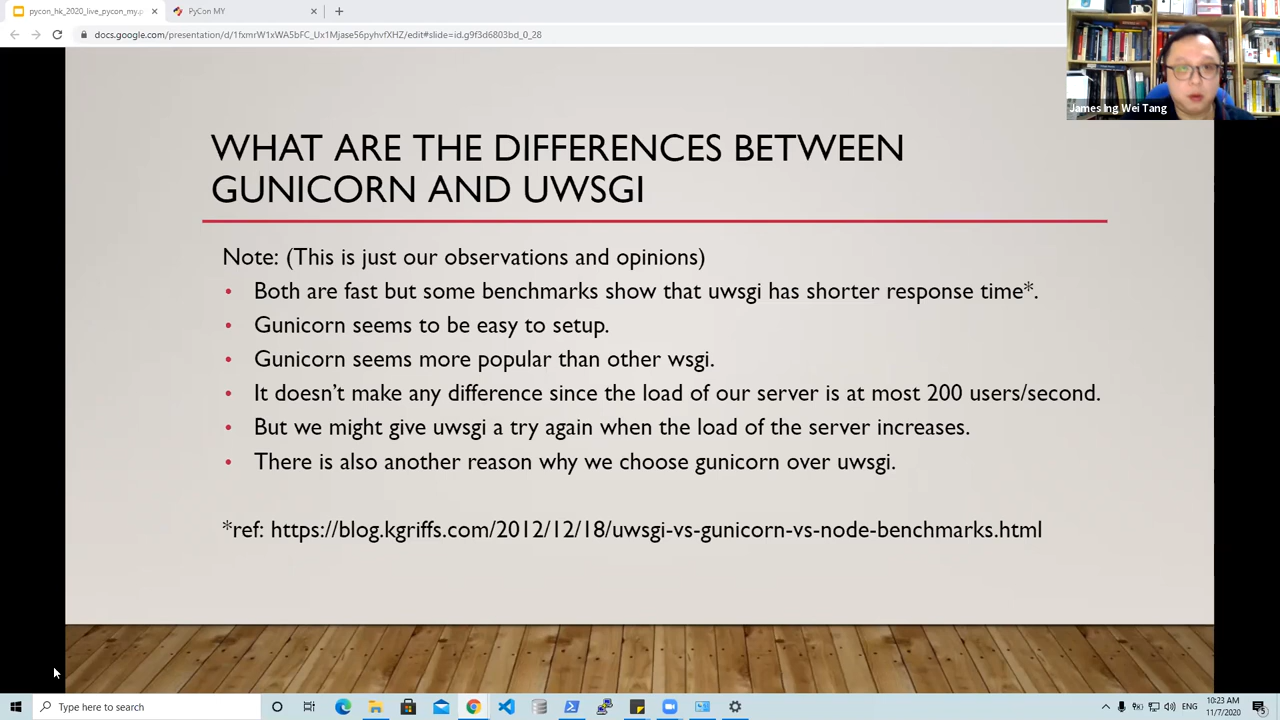 pycon_hk_2020_live_pycon_my.p
PyCon MY
docs.google.com/presentation/d/1fxmrW1xWA5bFC_Ux1Mjase56pyhvfXHZ/edit#slide=id.g9f3d6803bd_0_28
James Ing Wei Tang
WHAT ARE THE DIFFERENCES BETWEEN
GUNICORN AND UWSGI
Note: (This is just our observations and opinions)
• Both are fast but some benchmarks show that uwsgi has shorter response time*.
• Gunicorn seems to be easy to setup.
• Gunicorn seems more popular than other wsgi.
• It doesn’t make any difference since the load of our server is at most 200 users/second.
• But we might give uwsgi a try again when the load of the server increases.
• There is also another reason why we choose gunicorn over uwsgi.
*ref: https://blog.kgriffs.com/2012/12/18/uwsgi-vs-gunicorn-vs-node-benchmarks.html
Type here to search
ENG
10:23 AM
11/7/2020